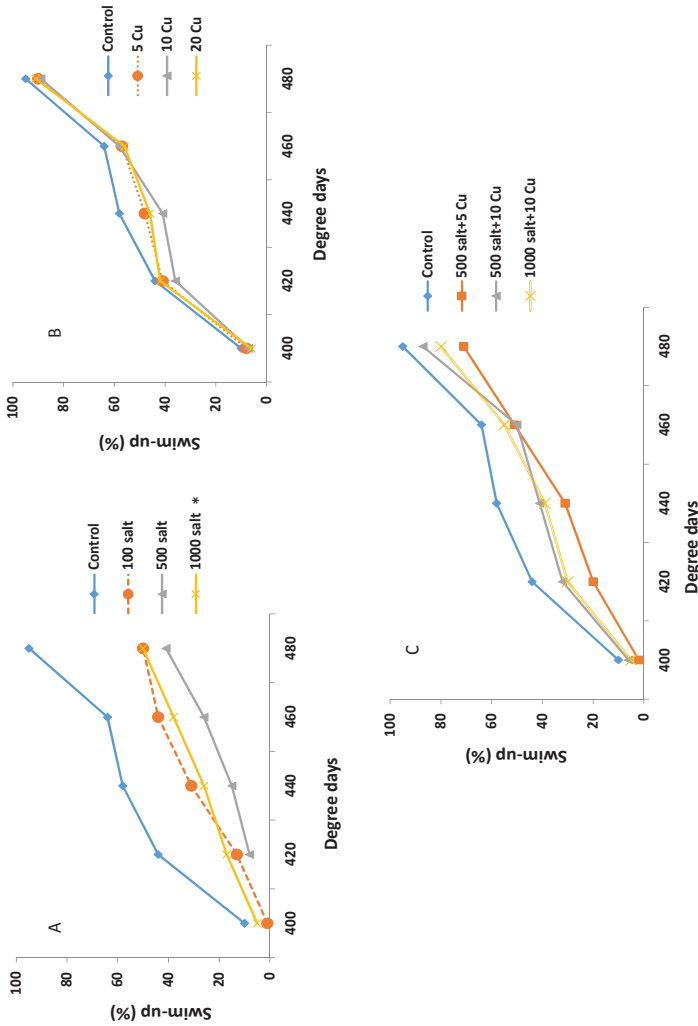 A
Swim-up (%)
100
80
60
40
20
0
400
420
440
460
480
Degree days
Control
100 salt
500 salt
1000 salt *
B
Swim-up (%)
100
80
60
40
20
0
400
420
440
460
480
Degree days
Control
5 Cu
10 Cu
20 Cu
C
Swim-up (%)
100
80
60
40
20
0
400
420
440
460
480
Degree days
Control
500 salt+5 Cu
500 salt+10 Cu
1000 salt+10 Cu